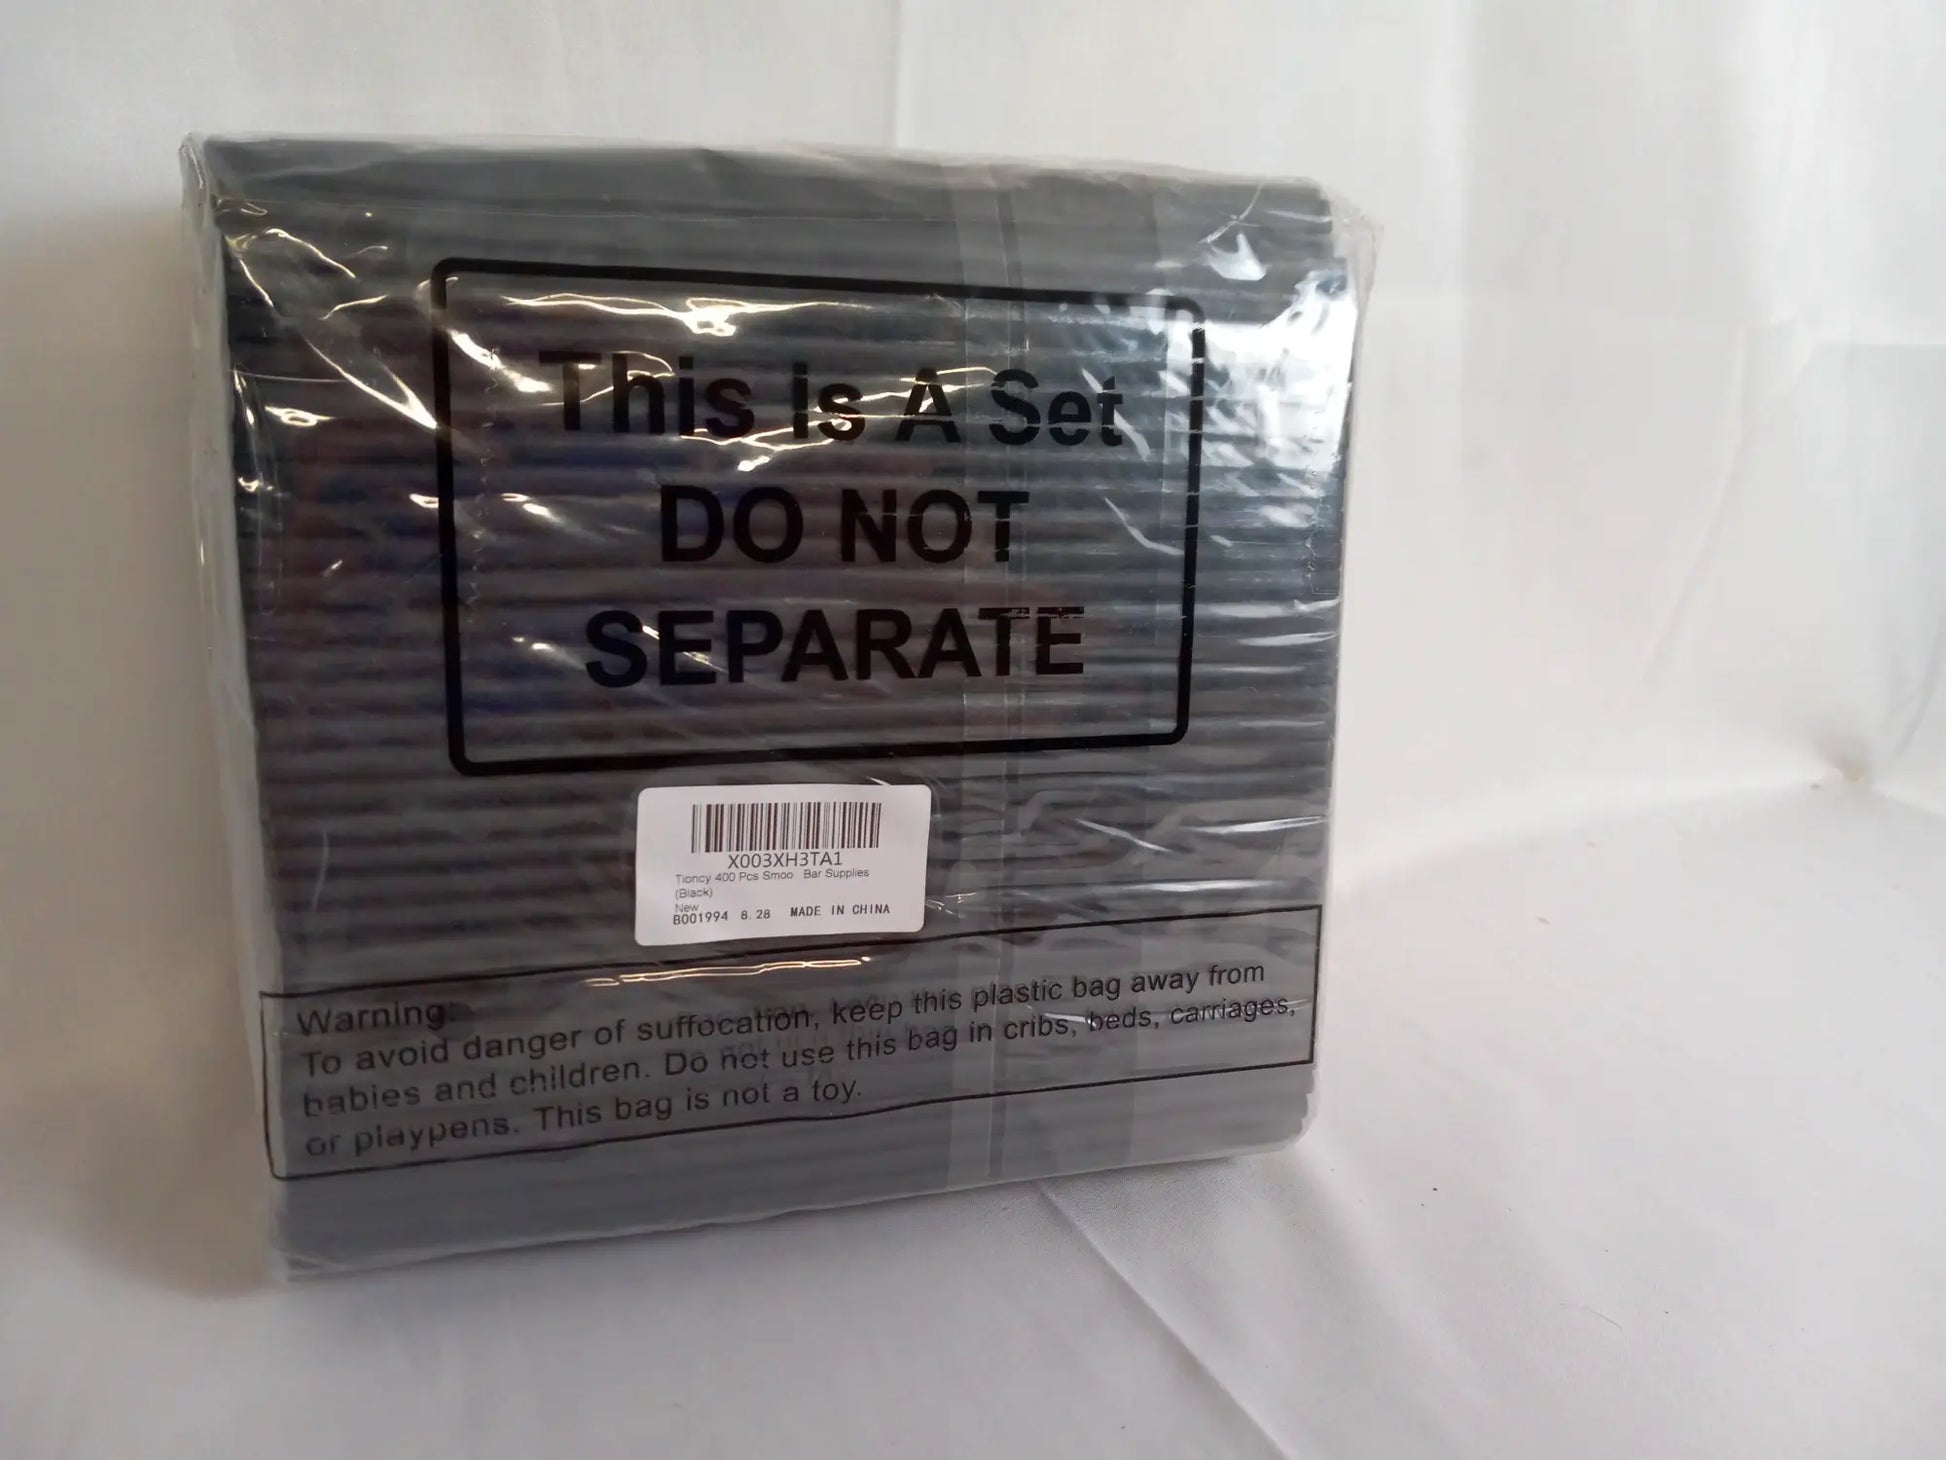 This Is A Set
DO NOT
SEPARATE
X003XH3TA1
Tioncy 400 Pcs Smoo Bar Supplies
(Black)
New
B001994 8.28 MADE IN CHINA
Warning:
To avoid danger of suffocation, keep this plastic bag away from
babies and children. Do not use this bag in cribs, beds, carriages,
or playpens. This bag is not a toy.